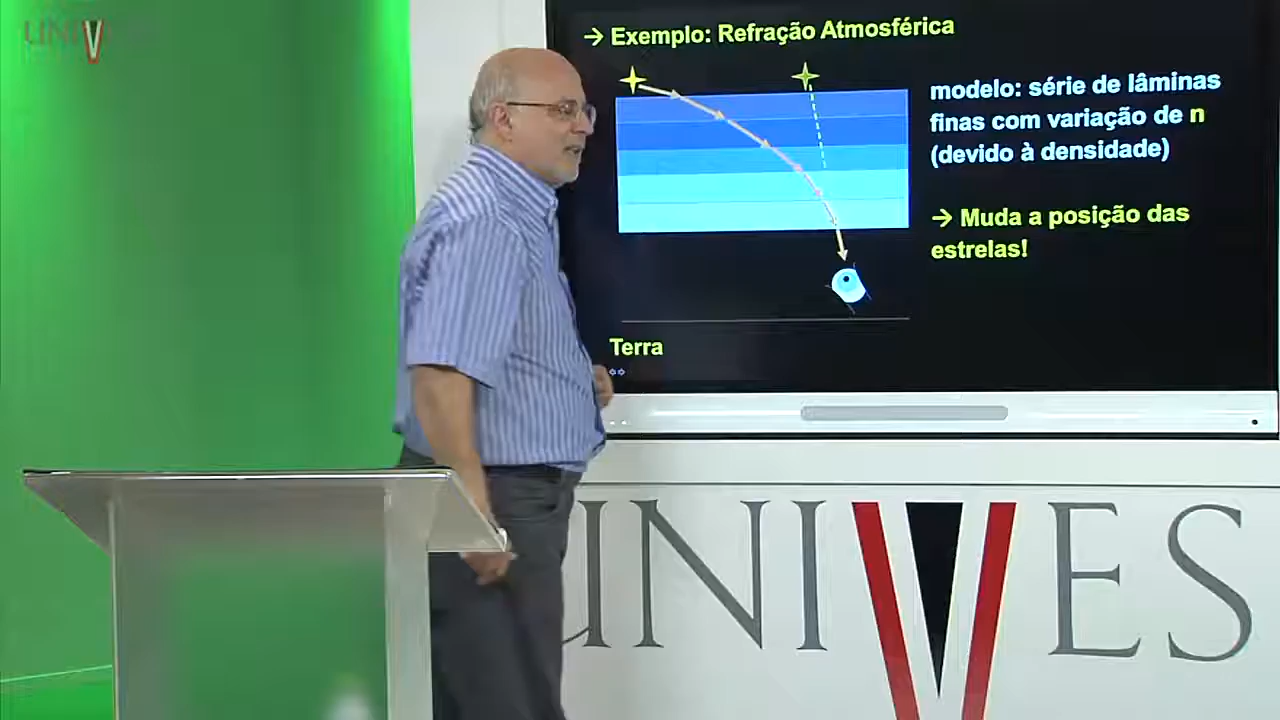 UNIVES
→ Exemplo: Refração Atmosférica
modelo: série de lâminas
finas com variação de n
(devido à densidade)
→ Muda a posição das
estrelas!
Terra
UNIVES